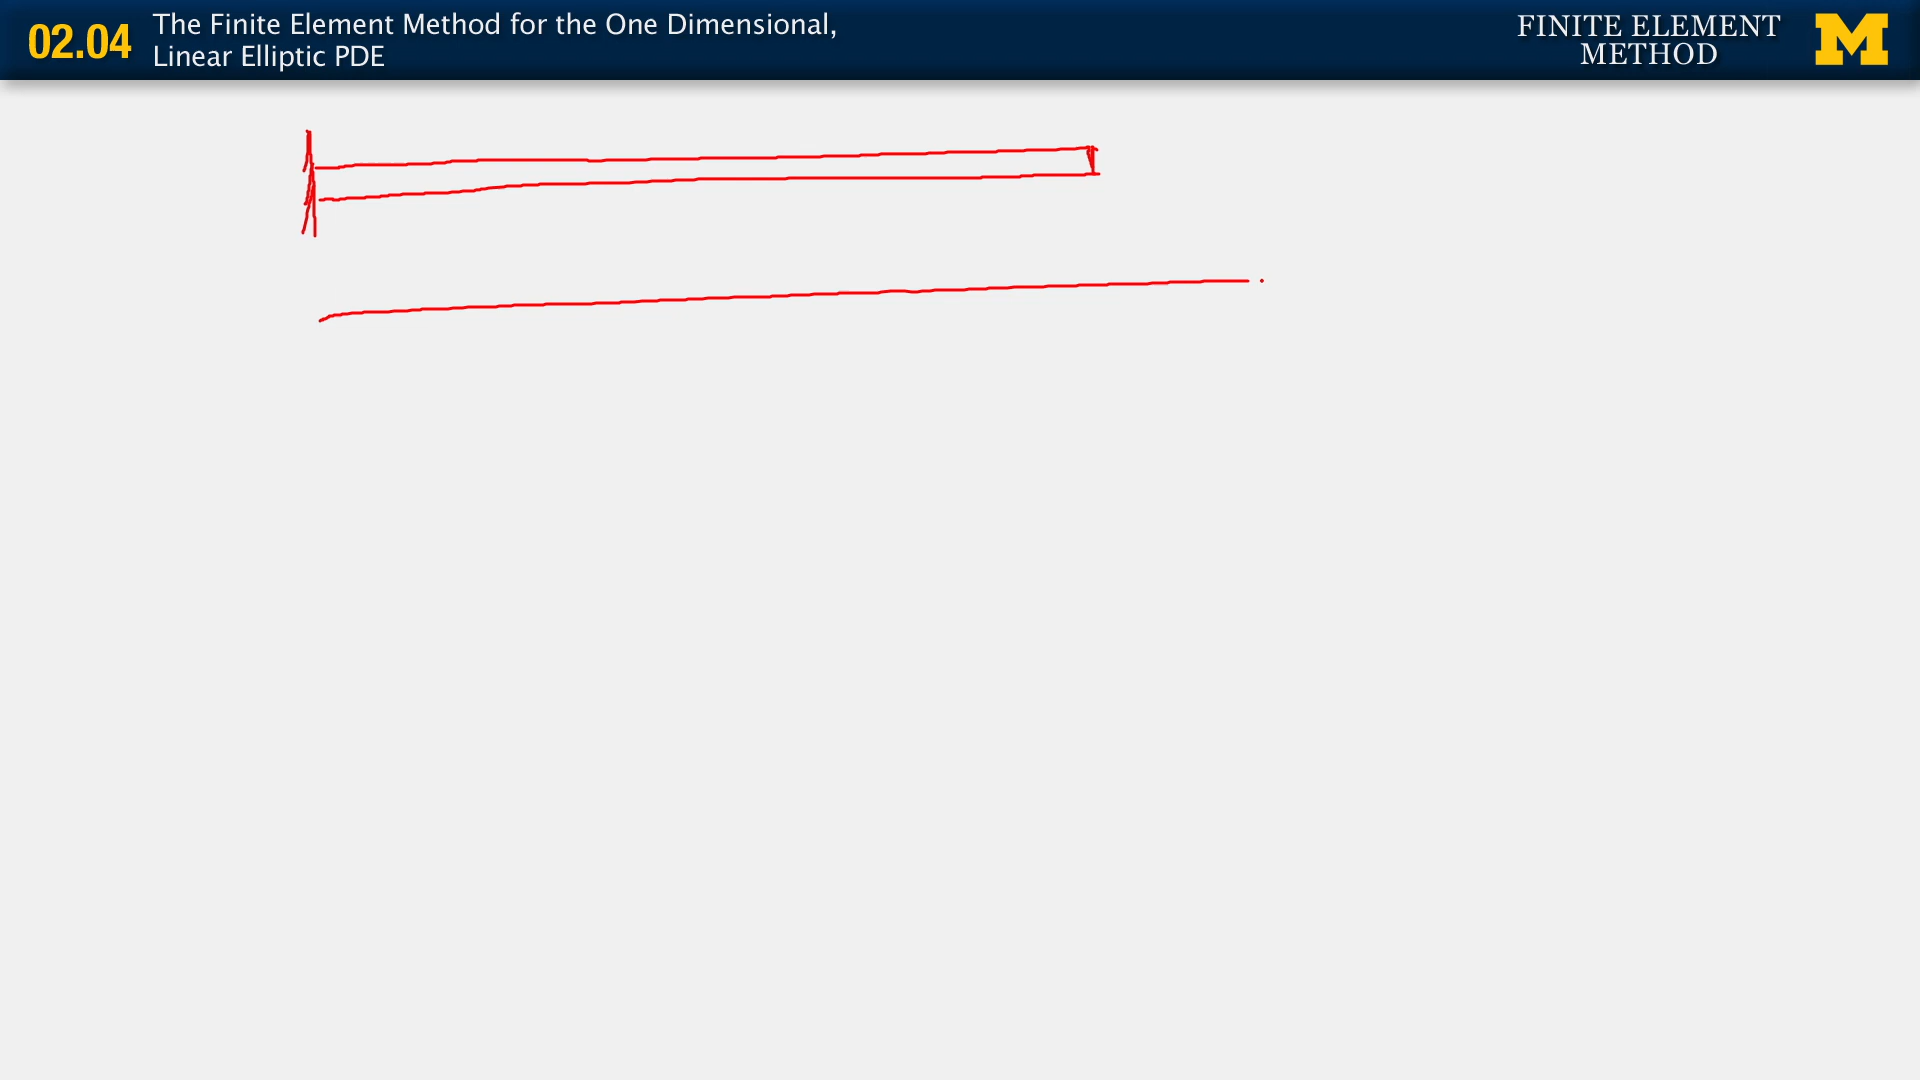 02.04
The Finite Element Method for the One Dimensional,
Linear Elliptic PDE
FINITE ELEMENT
METHOD
M